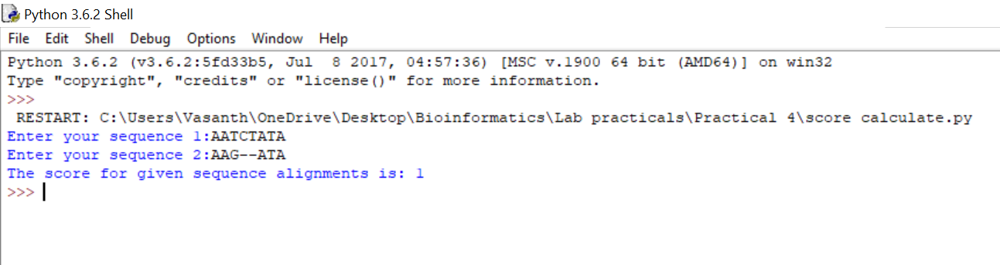 Python 3.6.2 Shell
File Edit Shell Debug Options Window Help
Python 3.6.2 (v3.6.2:5fd33b5, Jul  8 2017, 04:57:36) [MSC v.1900 64 bit (AMD64)] on win32
Type "copyright", "credits" or "license()" for more information.
>>>
 RESTART: C:\Users\Vasanth\OneDrive\Desktop\Bioinformatics\Lab practicals\Practical 4\score calculate.py
Enter your sequence 1:AATCTATA
Enter your sequence 2:AAG--ATA
The score for given sequence alignments is: 1
>>>